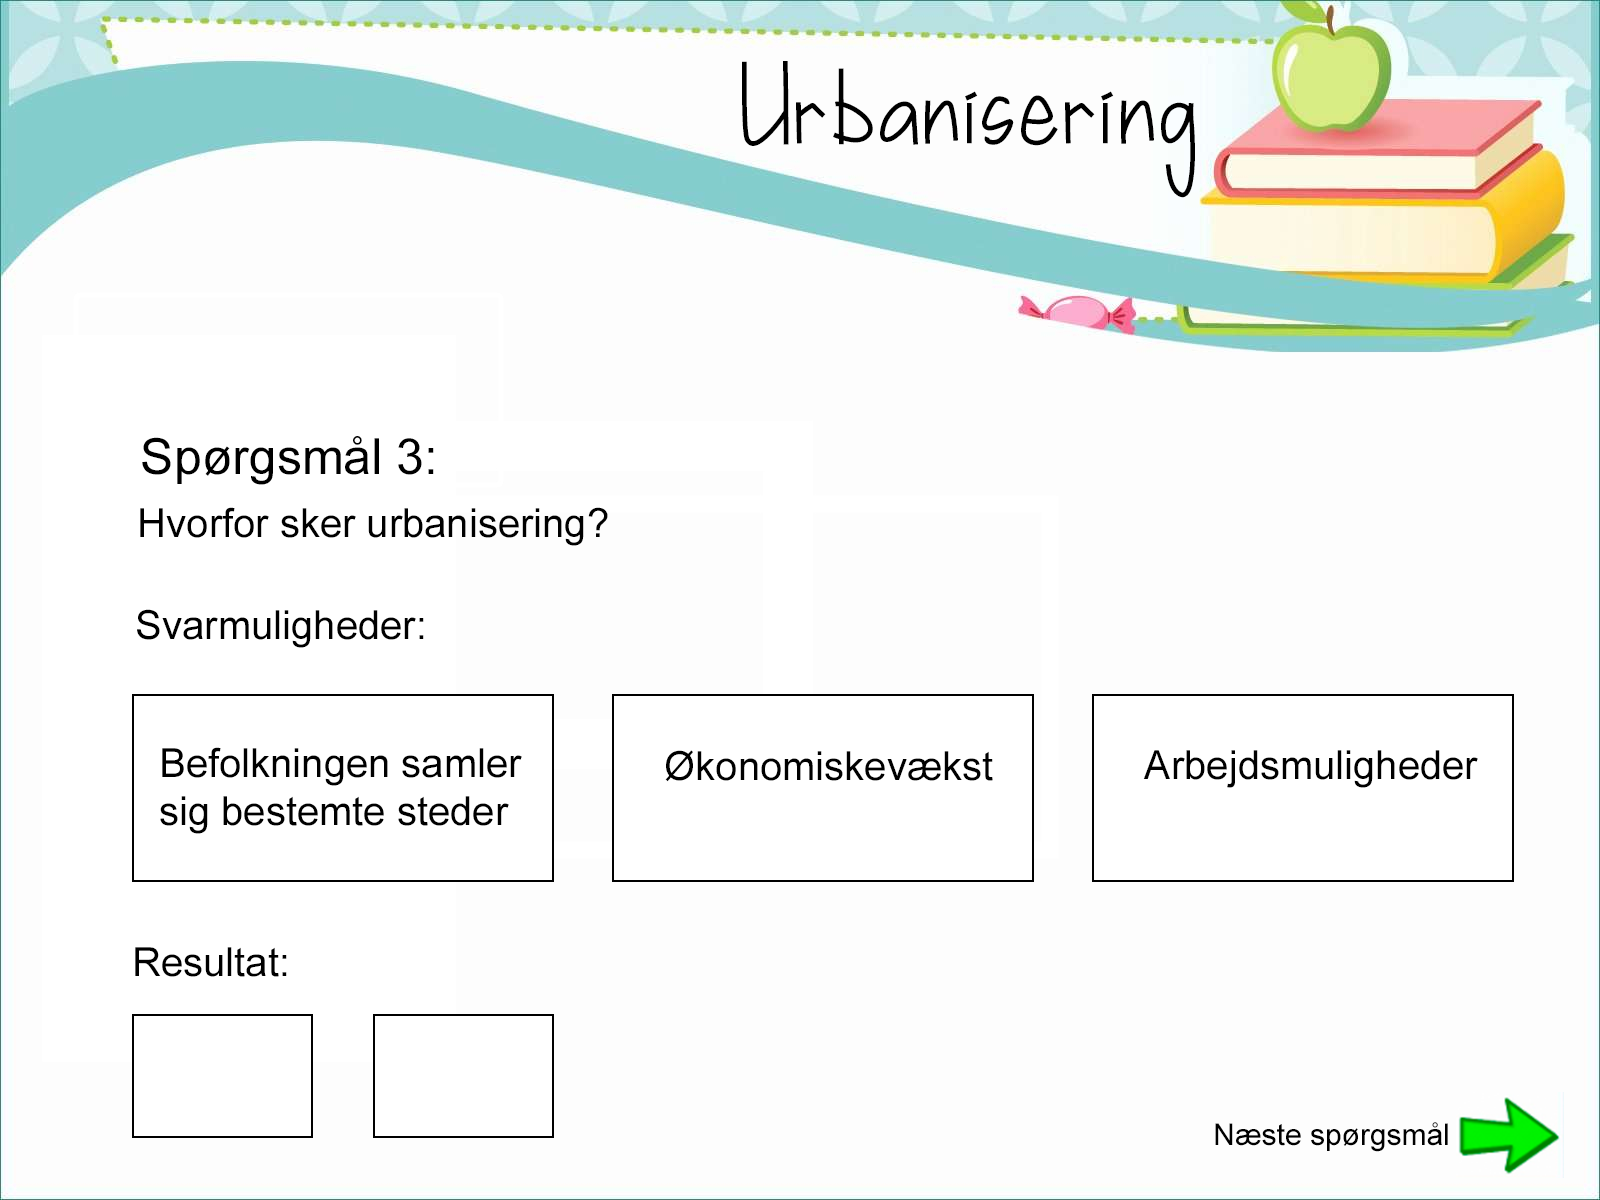 Urbanisering
Spørgsmål 3:
Hvorfor sker urbanisering?
Svarmuligheder:
Befolkningen samler
sig bestemte steder
Økonomiskevækst
Arbejdsmuligheder
Resultat:
Næste spørgsmål